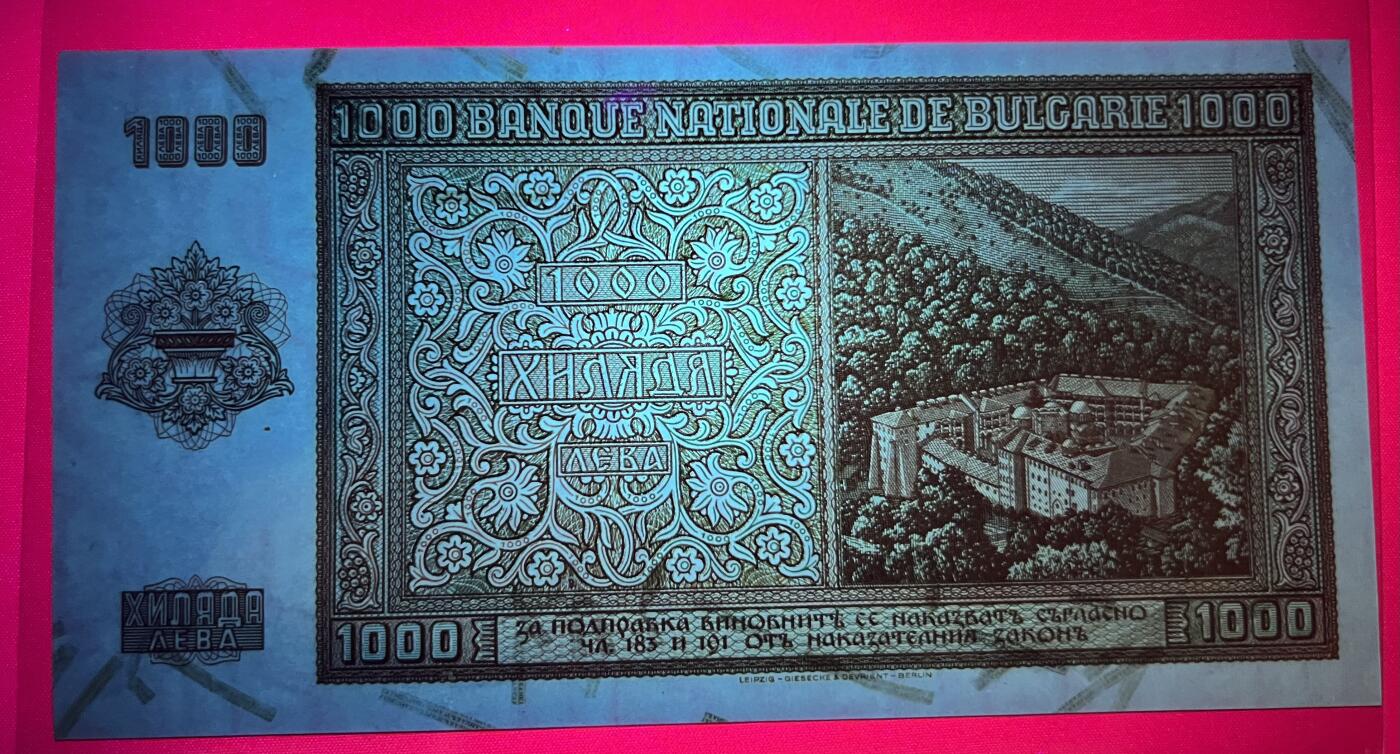 1000 BANQUE NATIONALE DE BULGARIE 1000
1000
1000
ХИЛЯДА
ЛЕВА
ХИЛЯДА
ЛЕВА
1000
ЗА ПОДПРАВКА ВИНОВНИТѢ СЕ НАКАЗВАТЪ СЪГЛАСНО
ЧЛ. 183 И 191 ОТЪ НАКАЗАТЕЛНИЯ ЗАКОНЪ
1000
LEIPZIG – GIESECKE & DEVRIENT – BERLIN